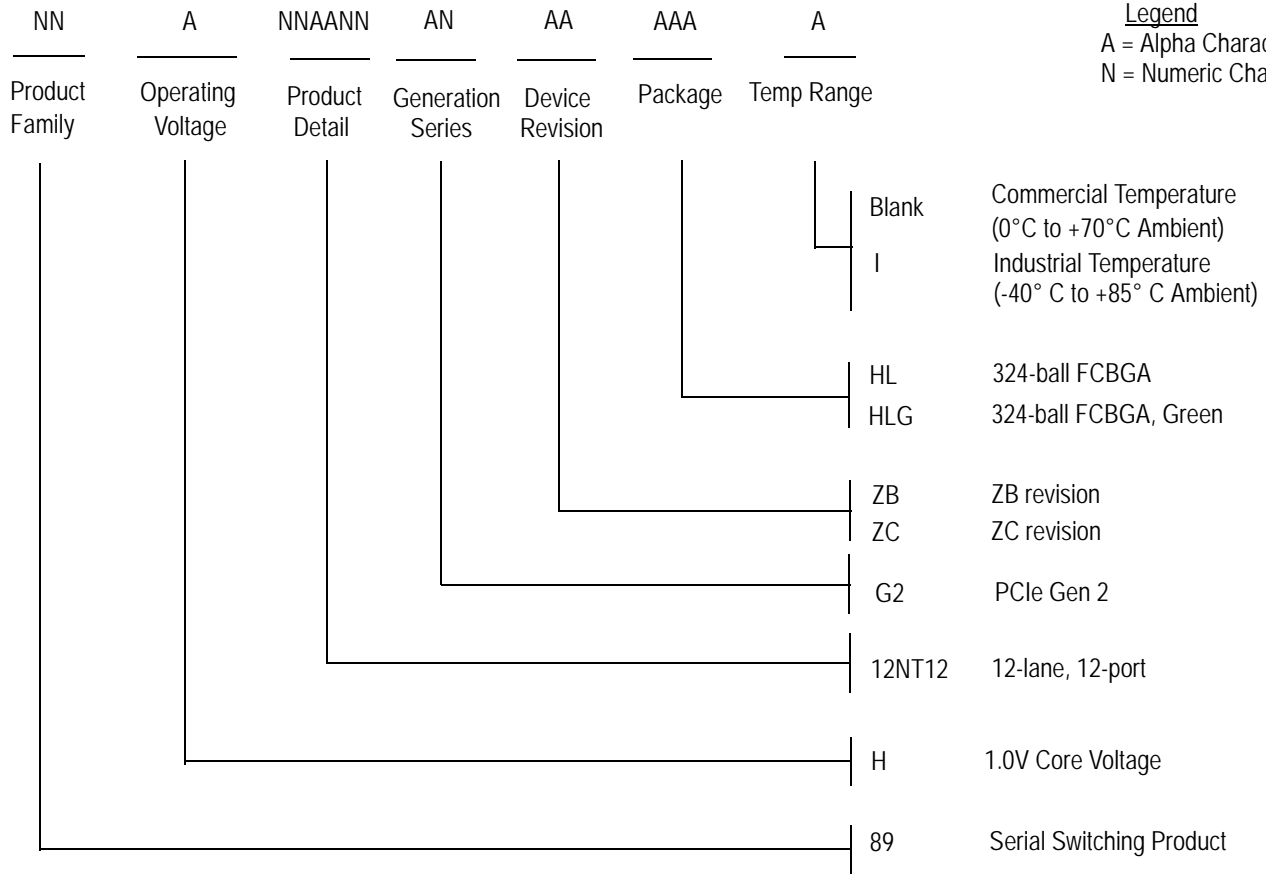 NN A NNAANN AN AA AAA A
Legend
A = Alpha
N = Numeric
Product Family
Operating Voltage
Product Detail
Generation Series
Device Revision
Package
Temp Range
Blank Commercial Temperature
(0°C to +70°C Ambient)
I Industrial Temperature
(-40° C to +85° C Ambient)
HL 324-ball FCBGA
HLG 324-ball FCBGA, Green
ZB ZB revision
ZC ZC revision
G2 PCIe Gen 2
12NT12 12-lane, 12-port
H 1.0V Core Voltage
89 Serial Switching Product